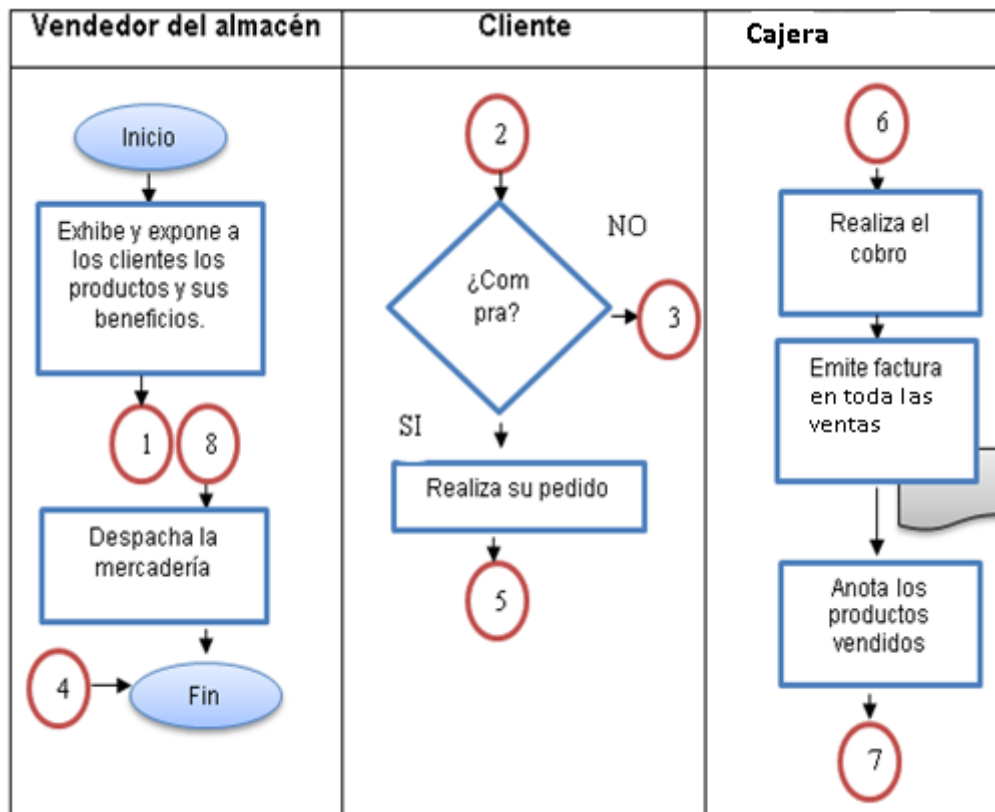 Vendedor del almacén
Inicio
Exhibe y expone a
los clientes los
productos y sus
beneficios.
1
8
Despacha la
mercadería
4
Fin
Cliente
2
¿Com
pra?
NO
3
SI
Realiza su pedido
5
Cajera
6
Realiza el
cobro
Emite factura
en toda las
ventas
Anota los
productos
vendidos
7